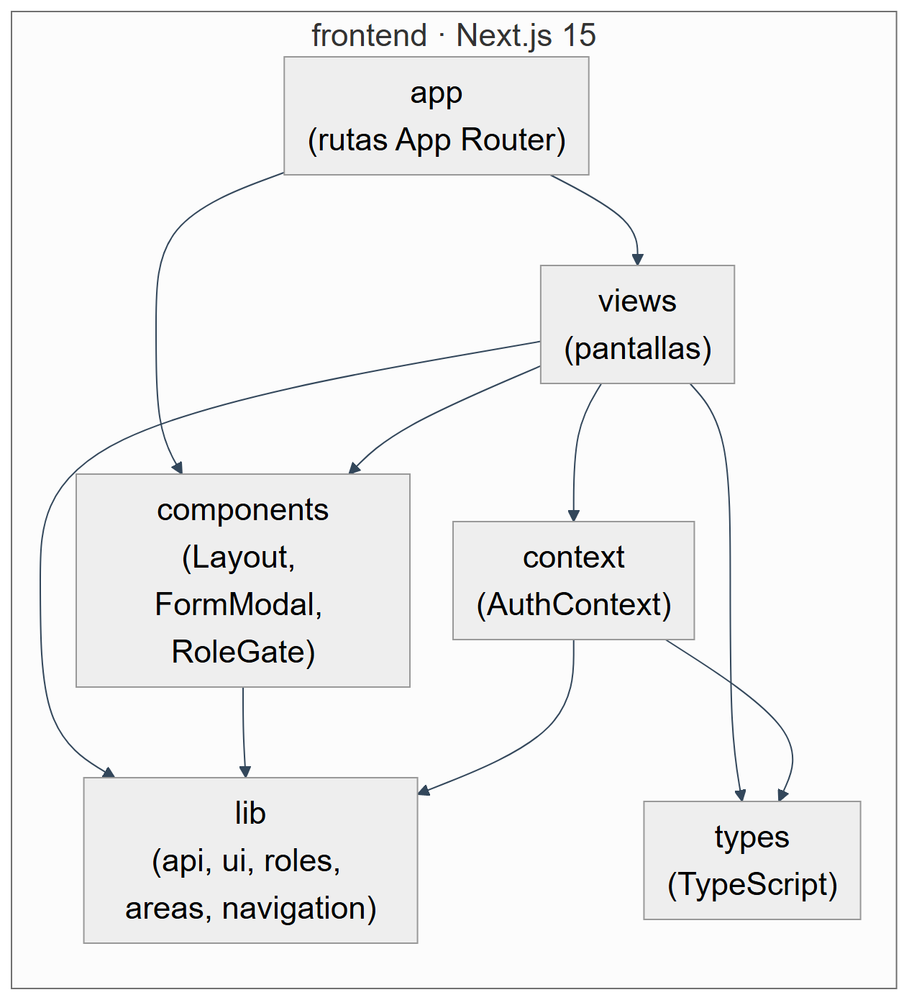 frontend · Next.js 15
app
(rutas App Router)
views
(pantallas)
components
(Layout,
FormModal,
RoleGate)
context
(AuthContext)
lib
(api, ui, roles,
areas, navigation)
types
(TypeScript)